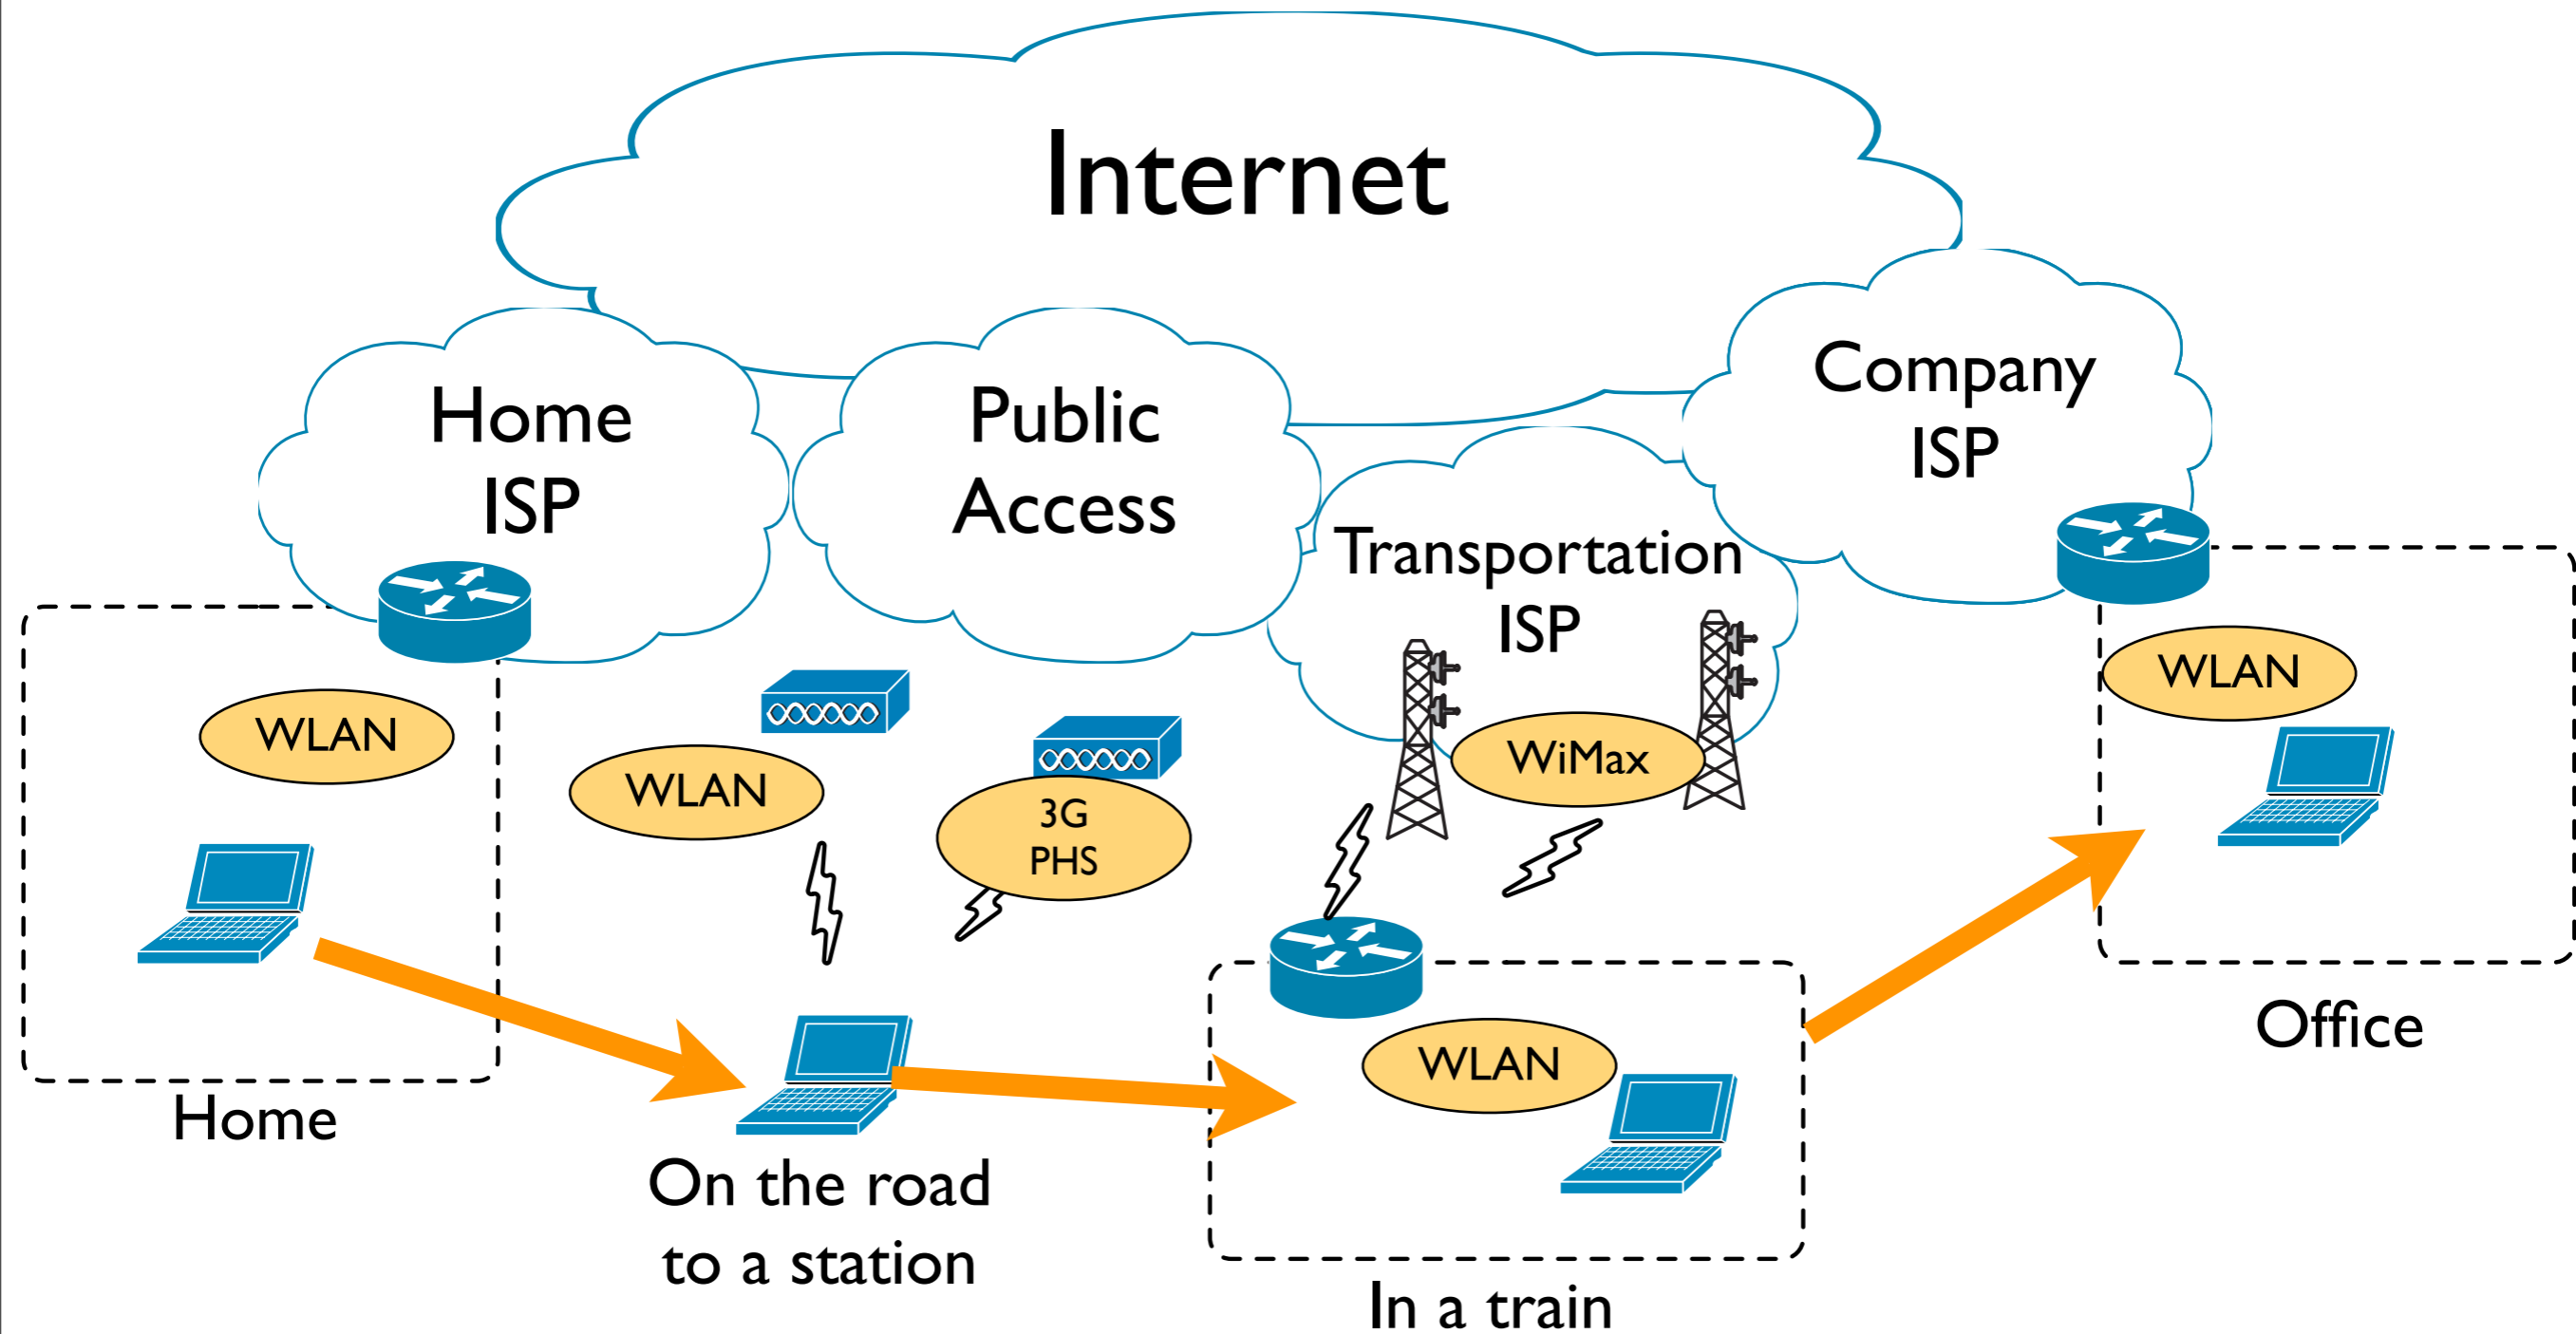 Internet
Home
ISP
Public
Access
Transportation
ISP
Company
ISP
WLAN
WLAN
3G
PHS
WiMax
WLAN
WLAN
Home
On the road
to a station
In a train
Office